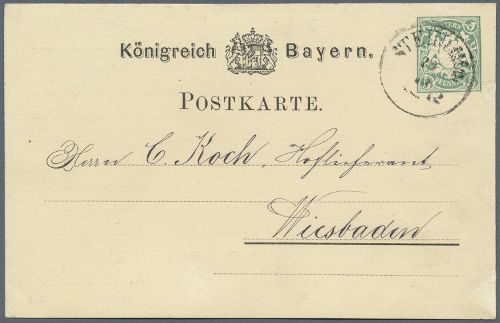 Königreich Bayern.
POSTKARTE.
Herrn C. Koch, Hoflieferant
Wiesbaden